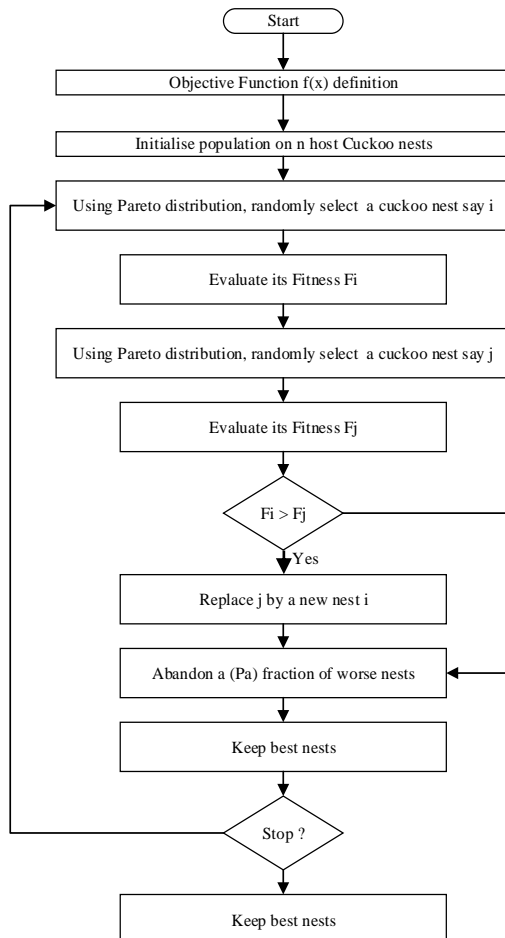 Start
Objective Function f(x) definition
Initialise population on n host Cuckoo nests
Using Pareto distribution, randomly select a cuckoo nest say i
Evaluate its Fitness Fi
Using Pareto distribution, randomly select a cuckoo nest say j
Evaluate its Fitness Fj
Fi > Fj
Yes
Replace j by a new nest i
Abandon a (Pa) fraction of worse nests
Keep best nests
Stop ?
Keep best nests